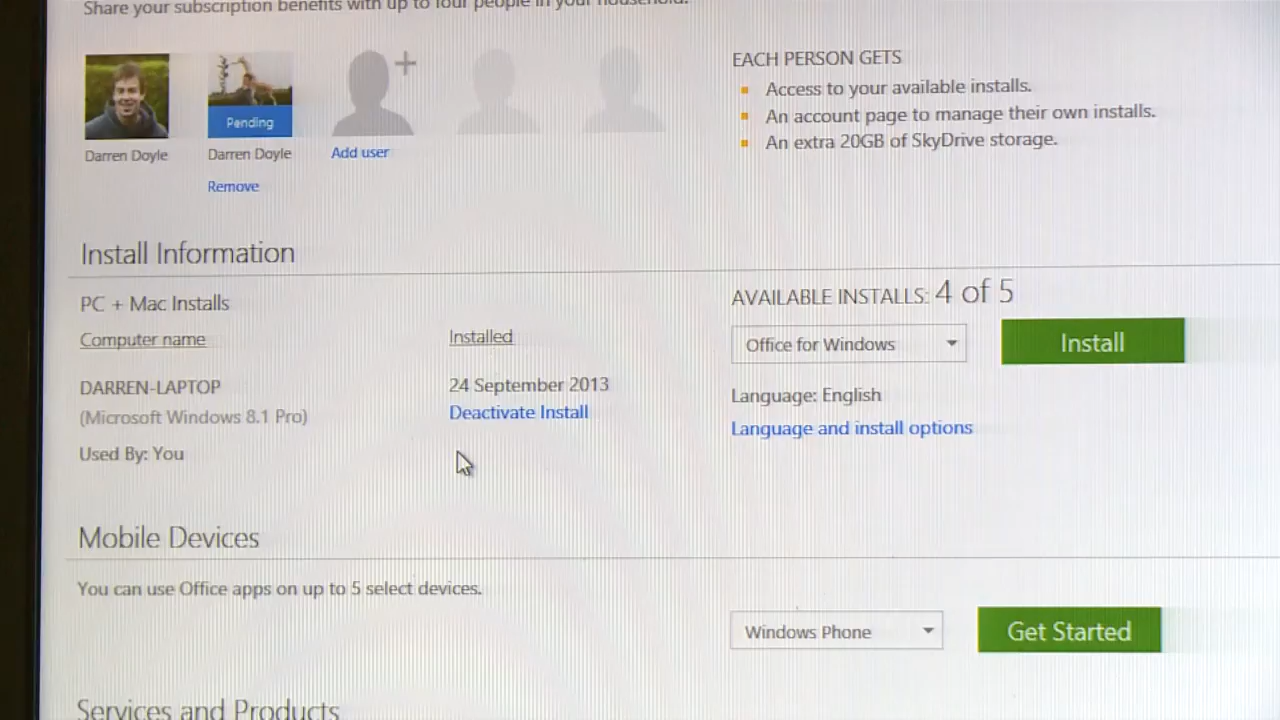 Share your subscription benefits with up to four people in your household.
Pending
Darren Doyle
Darren Doyle
Add user
Remove
EACH PERSON GETS
Access to your available installs.
An account page to manage their own installs.
An extra 20GB of SkyDrive storage.
Install Information
PC + Mac Installs
Computer name
Installed
DARREN-LAPTOP
24 September 2013
(Microsoft Windows 8.1 Pro)
Deactivate Install
Used By: You
AVAILABLE INSTALLS: 4 of 5
Office for Windows
Install
Language: English
Language and install options
Mobile Devices
You can use Office apps on up to 5 select devices.
Windows Phone
Get Started
Services and Products